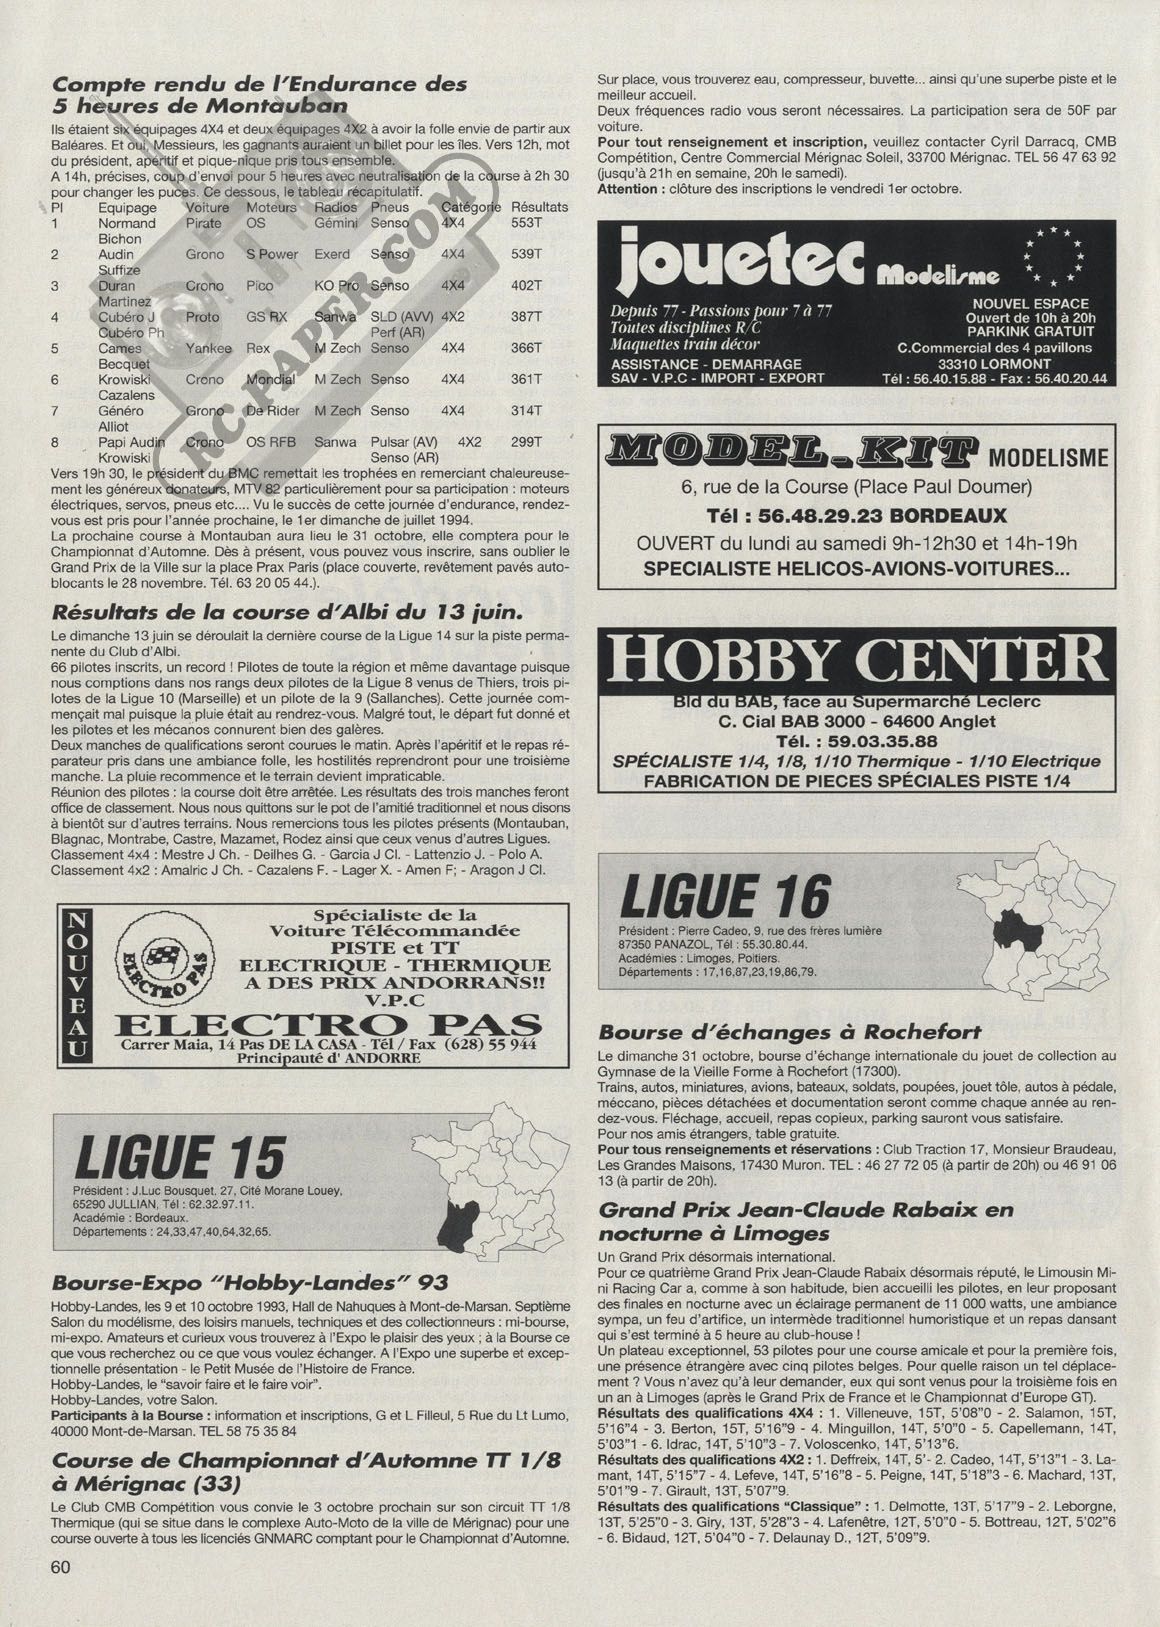 Compte rendu de l'Endurance des
5 heures de Montauban
Ils étaient six équipages 4X4 et deux équipages 4X2 à avoir la folle envie de partir aux
Baléares. Et oui, Messieurs, les gagnants auraient un billet pour les îles. Vers 12h, mot
du président, apéritif et pique-nique pris tous ensemble.
A 14h, précises, coup d'envoi pour 5 heures avec neutralisation de la course à 2h 30
pour changer les puces. Ce dessous, le tableau récapitulatif.
Pl Equipage Voiture Moteurs Radios Pneus Catégorie Résultats
1 Normand Pirate OS Gémini Senso 4X4 553T
Bichon
2 Audin Grono S Power Exerd Senso 4X4 539T
Suffize
3 Duran Crono Pico KO Pro Senso 4X4 402T
Martinez
4 Cubéro J Proto GS RX Sanwa SLD (AVV) 4X2 387T
Cubéro Ph Perf (AR)
5 Cames Yankee Rex M Zech Senso 4X4 366T
Becquet
6 Krowiski Crono Mondial M Zech Senso 4X4 361T
Cazalens
7 Généro Grono De Rider M Zech Senso 4X4 314T
Alliot
8 Papi Audin Crono OS RFB Sanwa Pulsar (AV) 4X2 299T
Krowiski Senso (AR)
Vers 19h 30, le président du BMC remettait les trophées en remerciant chaleureuse-
ment les généreux donateurs, MTV 82 particulièrement pour sa participation : moteurs
électriques, servos, pneus etc.... Vu le succès de cette journée d'endurance, rendez-
vous est pris pour l'année prochaine, le 1er dimanche de juillet 1994.
La prochaine course à Montauban aura lieu le 31 octobre, elle comptera pour le
Championnat d'Automne. Dès à présent, vous pouvez vous inscrire, sans oublier le
Grand Prix de la Ville sur la place Prax Paris (place couverte, revêtement pavés auto-
blocants le 28 novembre. Tél. 63 20 05 44.).
Résultats de la course d'Albi du 13 juin.
Le dimanche 13 juin se déroulait la dernière course de la Ligue 14 sur la piste perma-
nente du Club d'Albi.
66 pilotes inscrits, un record ! Pilotes de toute la région et même davantage puisque
nous comptions dans nos rangs deux pilotes de la Ligue 8 venus de Thiers, trois pi-
lotes de la Ligue 10 (Marseille) et un pilote de la 9 (Sallanches). Cette journée com-
mençait mal puisque la pluie était au rendez-vous. Malgré tout, le départ fut donné et
les pilotes et les mécanos connurent bien des galères.
Deux manches de qualifications seront courues le matin. Après l'apéritif et le repas ré-
parateur pris dans une ambiance folle, les hostilités reprendront pour une troisième
manche. La pluie recommence et le terrain devient impraticable.
Réunion des pilotes : la course doit être arrêtée. Les résultats des trois manches feront
office de classement. Nous nous quittons sur le pot de l'amitié traditionnel et nous disons
à bientôt sur d'autres terrains. Nous remercions tous les pilotes présents (Montauban,
Blagnac, Montrabe, Castre, Mazamet, Rodez ainsi que ceux venus d'autres Ligues.
Classement 4x4 : Mestre J Ch. - Deilhes G. - Garcia J Cl. - Lattenzio J. - Polo A.
Classement 4x2 : Amalric J Ch. - Cazalens F. - Lager X. - Amen F; - Aragon J Cl.
NOUVEAU
ELECTRO PAS
Spécialiste de la
Voiture Télécommandée
PISTE et TT
ELECTRIQUE - THERMIQUE
A DES PRIX ANDORRANS!!
V.P.C
ELECTRO PAS
Carrer Maia, 14 Pas DE LA CASA - Tél / Fax (628) 55 944
Principauté d' ANDORRE
LIGUE 15
Président : J.Luc Bousquet, 27, Cité Morane Louey,
65290 JULLIAN, Tél : 62.32.97.11.
Académie : Bordeaux.
Départements : 24,33,47,40,64,32,65.
Bourse-Expo "Hobby-Landes" 93
Hobby-Landes, les 9 et 10 octobre 1993, Hall de Nahuques à Mont-de-Marsan. Septième
Salon du modélisme, des loisirs manuels, techniques et des collectionneurs : mi-bourse,
mi-expo. Amateurs et curieux vous trouverez à l'Expo le plaisir des yeux ; à la Bourse ce
que vous recherchez ou ce que vous voulez échanger. A l'Expo une superbe et excep-
tionnelle présentation - le Petit Musée de l'Histoire de France.
Hobby-Landes, le "savoir faire et le faire voir".
Hobby-Landes, votre Salon.
Participants à la Bourse : information et inscriptions, G et L Filleul, 5 Rue du Lt Lumo,
40000 Mont-de-Marsan. TEL 58 75 35 84
Course de Championnat d'Automne TT 1/8
à Mérignac (33)
Le Club CMB Compétition vous convie le 3 octobre prochain sur son circuit TT 1/8
Thermique (qui se situe dans le complexe Auto-Moto de la ville de Mérignac) pour une
course ouverte à tous les licenciés GNMARC comptant pour le Championnat d'Automne.
60
Sur place, vous trouverez eau, compresseur, buvette... ainsi qu'une superbe piste et le
meilleur accueil.
Deux fréquences radio vous seront nécessaires. La participation sera de 50F par
voiture.
Pour tout renseignement et inscription, veuillez contacter Cyril Darracq, CMB
Compétition, Centre Commercial Mérignac Soleil, 33700 Mérignac. TEL 56 47 63 92
(jusqu'à 21h en semaine, 20h le samedi).
Attention : clôture des inscriptions le vendredi 1er octobre.
jouetec Modelisme
Depuis 77 - Passions pour 7 à 77
Toutes disciplines R/C
Maquettes train décor
ASSISTANCE - DEMARRAGE
SAV - V.P.C - IMPORT - EXPORT
NOUVEL ESPACE
Ouvert de 10h à 20h
PARKINK GRATUIT
C.Commercial des 4 pavillons
33310 LORMONT
Tél : 56.40.15.88 - Fax : 56.40.20.44
MODEL-KIT MODELISME
6, rue de la Course (Place Paul Doumer)
Tél : 56.48.29.23 BORDEAUX
OUVERT du lundi au samedi 9h-12h30 et 14h-19h
SPECIALISTE HELICOS-AVIONS-VOITURES...
HOBBY CENTER
Bld du BAB, face au Supermarché Leclerc
C. Cial BAB 3000 - 64600 Anglet
Tél. : 59.03.35.88
SPÉCIALISTE 1/4, 1/8, 1/10 Thermique - 1/10 Electrique
FABRICATION DE PIECES SPÉCIALES PISTE 1/4
LIGUE 16
Président : Pierre Cadeo, 9, rue des frères lumière
87350 PANAZOL, Tél : 55.30.80.44.
Académies : Limoges, Poitiers.
Départements : 17,16,87,23,19,86,79.
Bourse d'échanges à Rochefort
Le dimanche 31 octobre, bourse d'échange internationale du jouet de collection au
Gymnase de la Vieille Forme à Rochefort (17300).
Trains, autos, miniatures, avions, bateaux, soldats, poupées, jouet tôle, autos à pédale,
méccano, pièces détachées et documentation seront comme chaque année au ren-
dez-vous. Fléchage, accueil, repas copieux, parking sauront vous satisfaire.
Pour nos amis étrangers, table gratuite.
Pour tous renseignements et réservations : Club Traction 17, Monsieur Braudeau,
Les Grandes Maisons, 17430 Muron. TEL : 46 27 72 05 (à partir de 20h) ou 46 91 06
13 (à partir de 20h).
Grand Prix Jean-Claude Rabaix en
nocturne à Limoges
Un Grand Prix désormais international.
Pour ce quatrième Grand Prix Jean-Claude Rabaix désormais réputé, le Limousin Mi-
ni Racing Car a, comme à son habitude, bien accueilli les pilotes, en leur proposant
des finales en nocturne avec un éclairage permanent de 11 000 watts, une ambiance
sympa, un feu d'artifice, un intermède traditionnel humoristique et un repas dansant
qui s'est terminé à 5 heure au club-house !
Un plateau exceptionnel, 53 pilotes pour une course amicale et pour la première fois,
une présence étrangère avec cinq pilotes belges. Pour quelle raison un tel déplace-
ment ? Vous n'avez qu'à leur demander, eux qui sont venus pour la troisième fois en
un an à Limoges (après le Grand Prix de France et le Championnat d'Europe GT).
Résultats des qualifications 4X4 : 1. Villeneuve, 15T, 5'08"0 - 2. Salamon, 15T,
5'16"4 - 3. Berton, 15T, 5'16"9 - 4. Minguillon, 14T, 5'0"0 - 5. Capellemann, 14T,
5'03"1 - 6. Idrac, 14T, 5'10"3 - 7. Voloscenko, 14T, 5'13"6.
Résultats des qualifications 4X2 : 1. Deffreix, 14T, 5'- 2. Cadeo, 14T, 5'13"1 - 3. La-
mant, 14T, 5'15"7 - 4. Lefeve, 14T, 5'16"8 - 5. Peigne, 14T, 5'18"3 - 6. Machard, 13T,
5'01"9 - 7. Girault, 13T, 5'07"9.
Résultats des qualifications "Classique" : 1. Delmotte, 13T, 5'17"9 - 2. Leborgne,
13T, 5'25"0 - 3. Giry, 13T, 5'28"3 - 4. Lafenêtre, 12T, 5'0"0 - 5. Bottreau, 12T, 5'02"6
- 6. Bidaud, 12T, 5'04"0 - 7. Delaunay D., 12T, 5'09"9.
RC-PAPER.COM